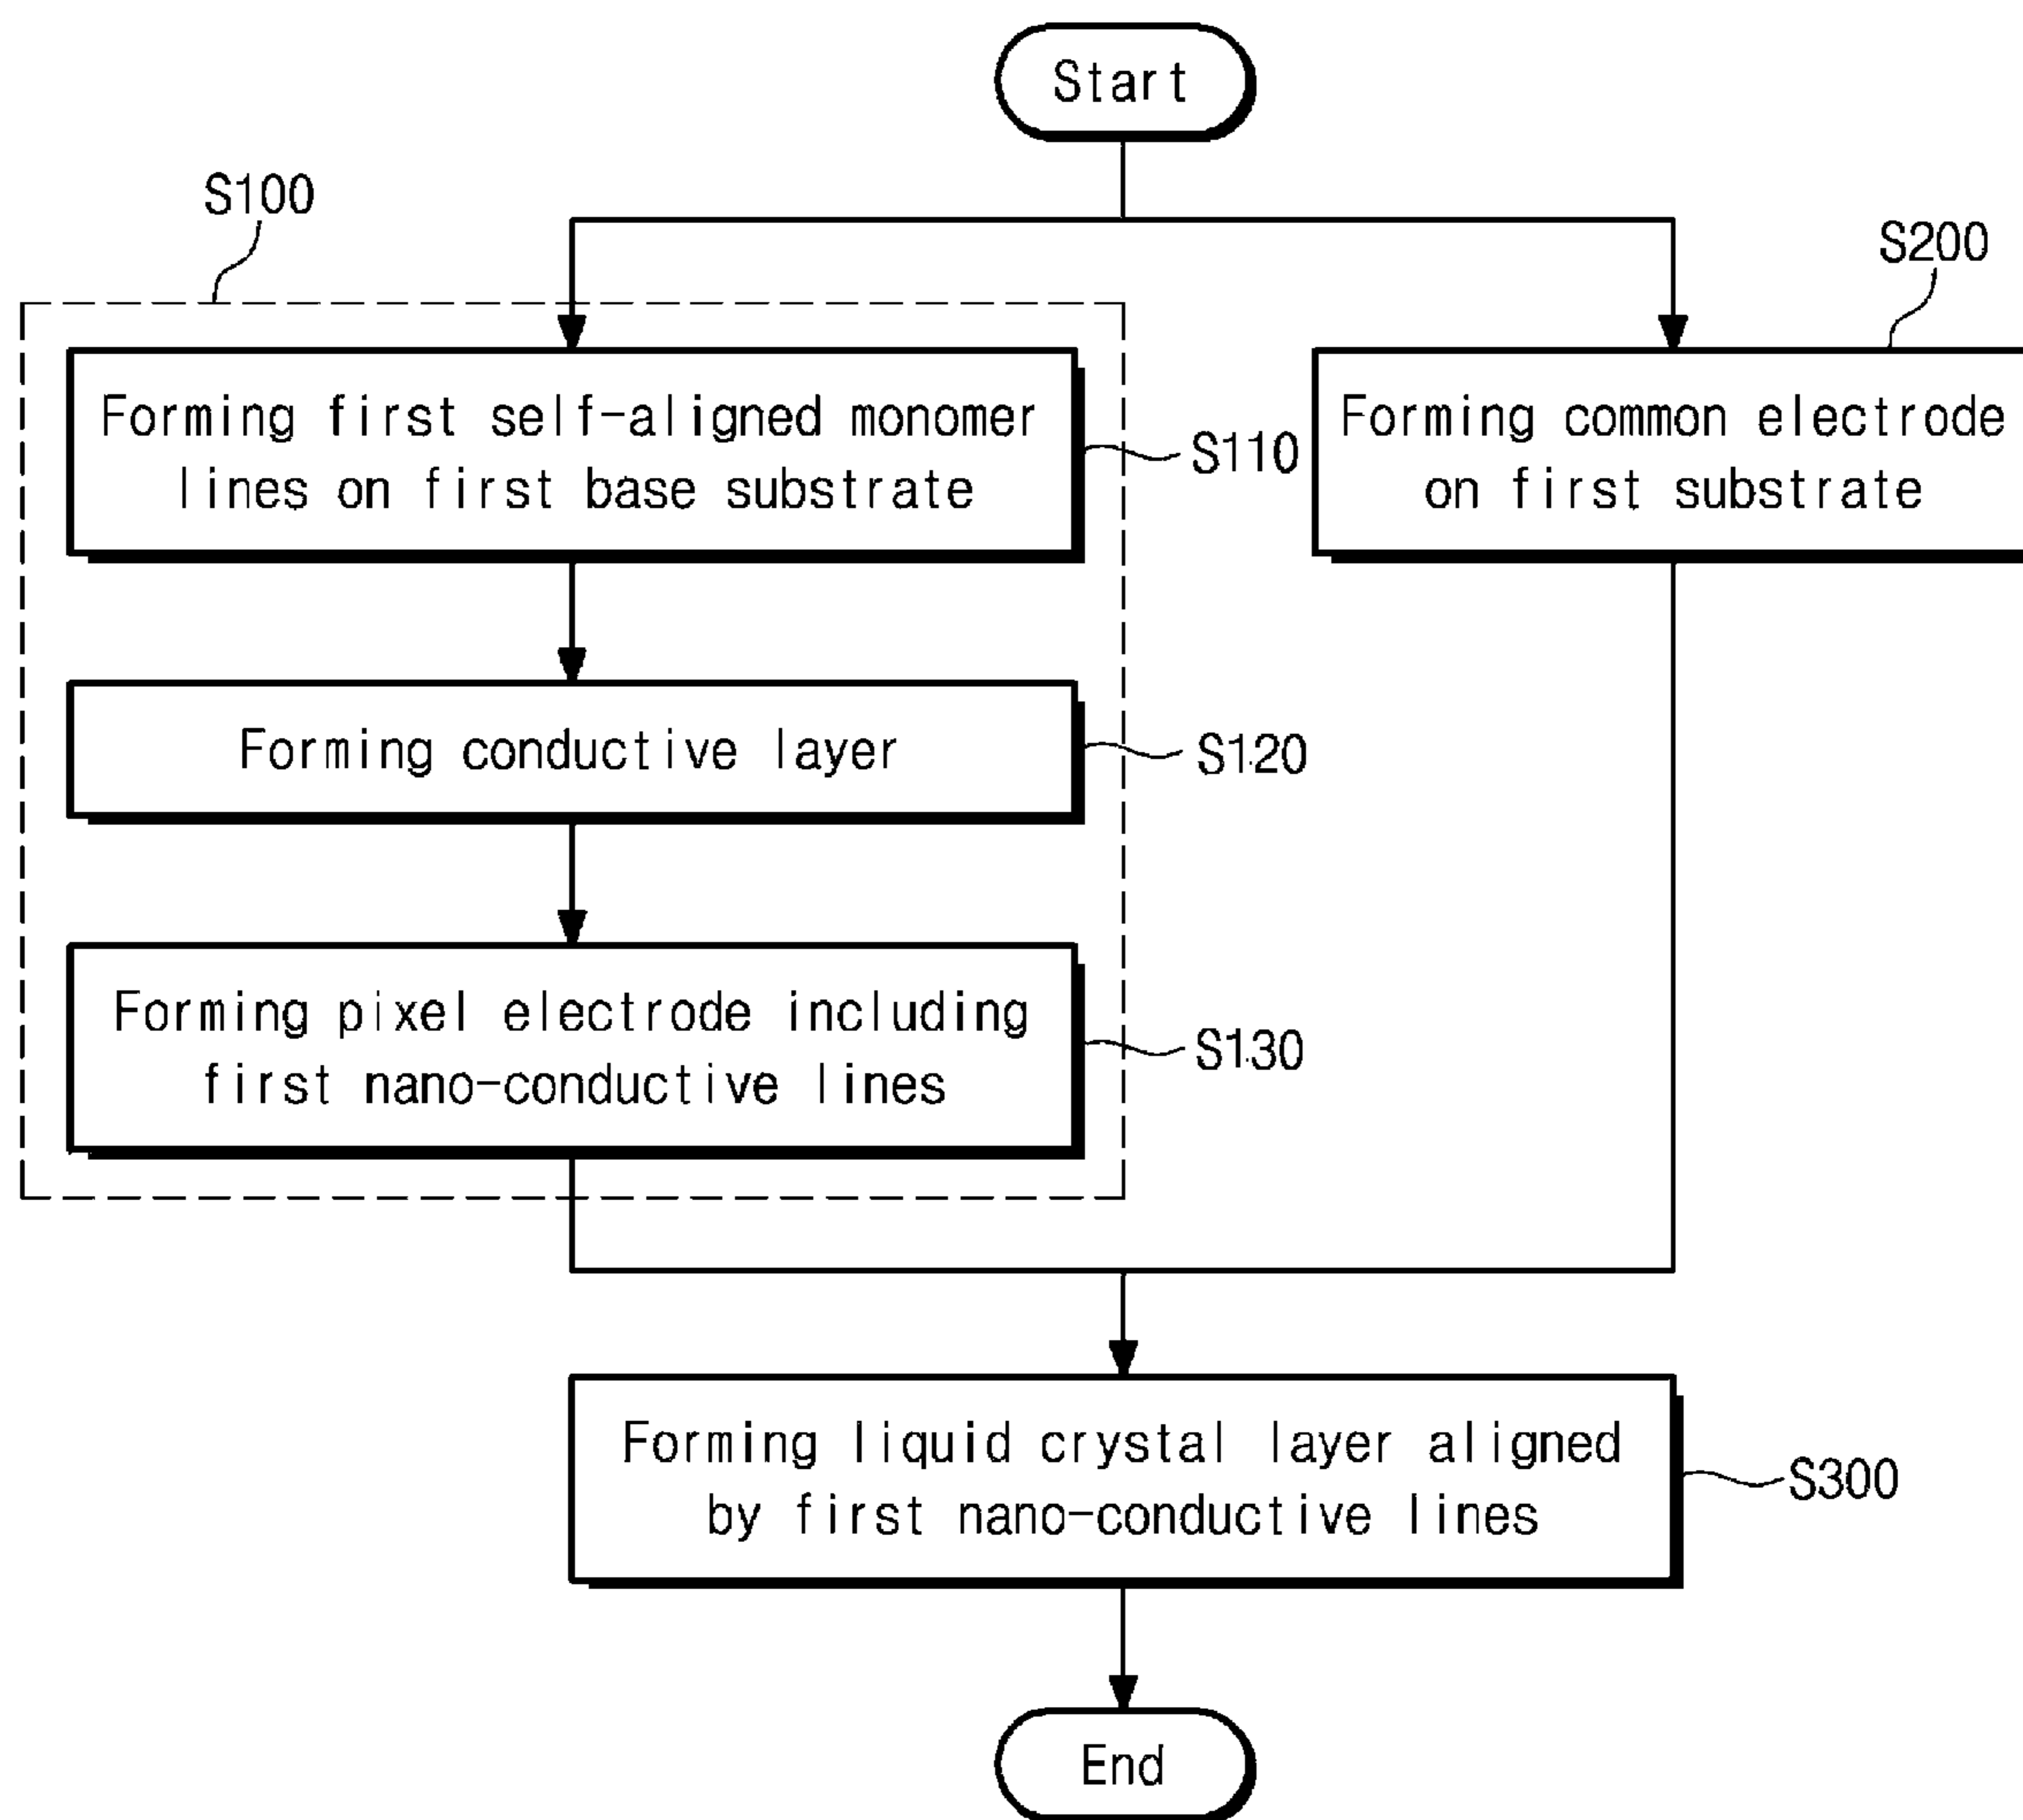 Start
S100
S200
Forming first self-aligned monomer
lines on first base substrate
S110
Forming common electrode
on first substrate
Forming conductive layer
S120
Forming pixel electrode including
first nano-conductive lines
S130
Forming liquid crystal layer aligned
by first nano-conductive lines
S300
End